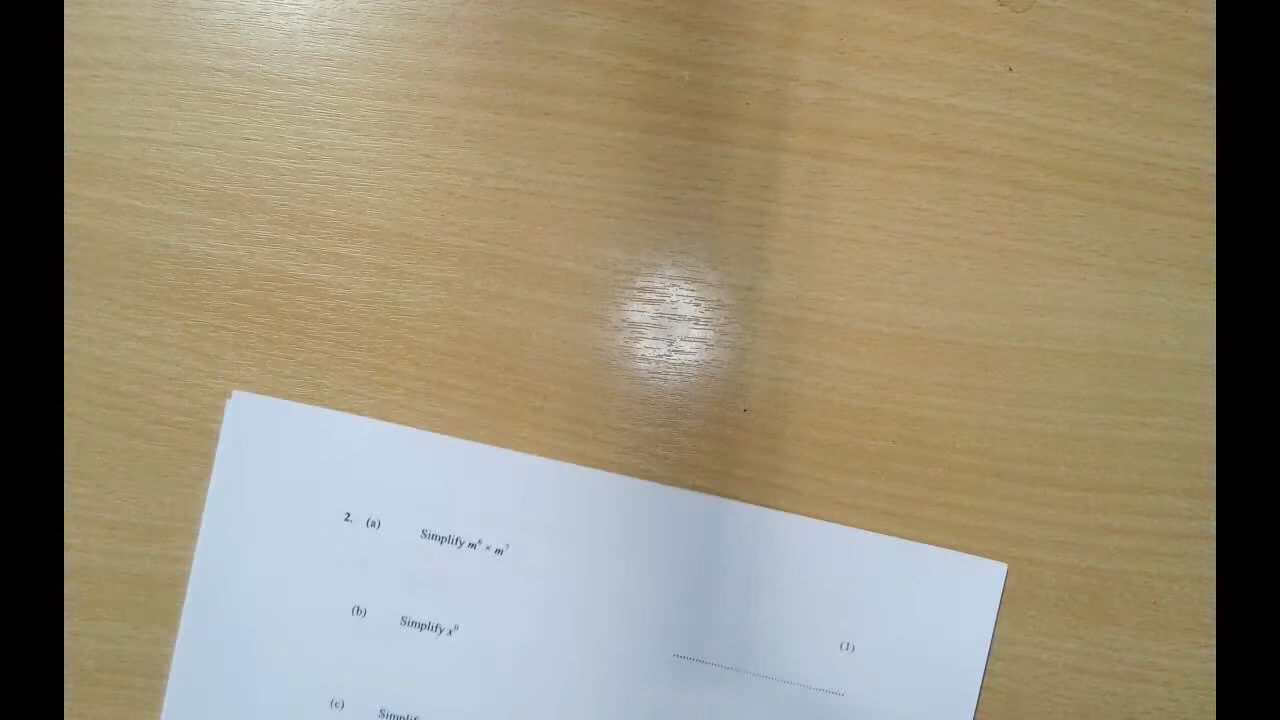 2. (a) Simplify m⁶ × m⁷
(b) Simplify x⁰
(1)
(c)